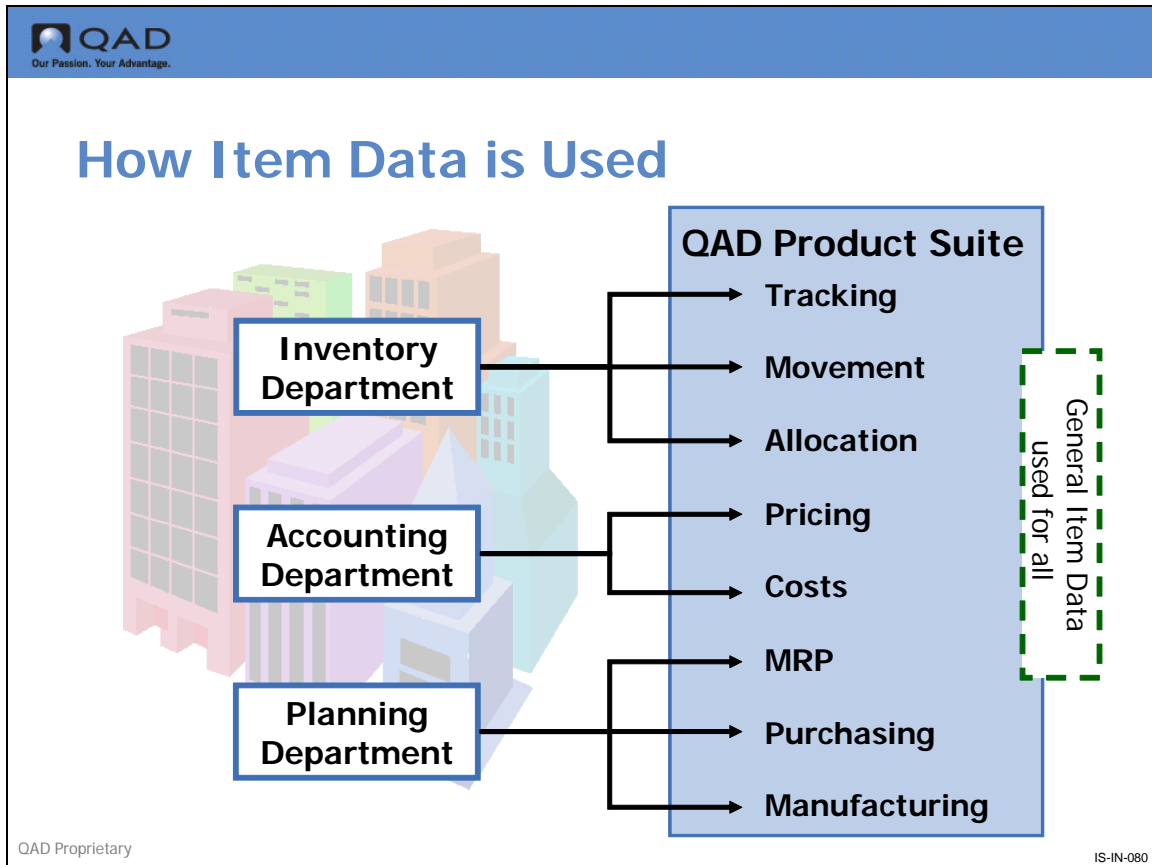 QAD
Our Passion. Your Advantage.
How Item Data is Used
QAD Product Suite
Inventory
Department
Tracking
Movement
Allocation
Accounting
Department
Pricing
Costs
Planning
Department
MRP
Purchasing
Manufacturing
General Item Data
used for all
QAD Proprietary
IS-IN-080